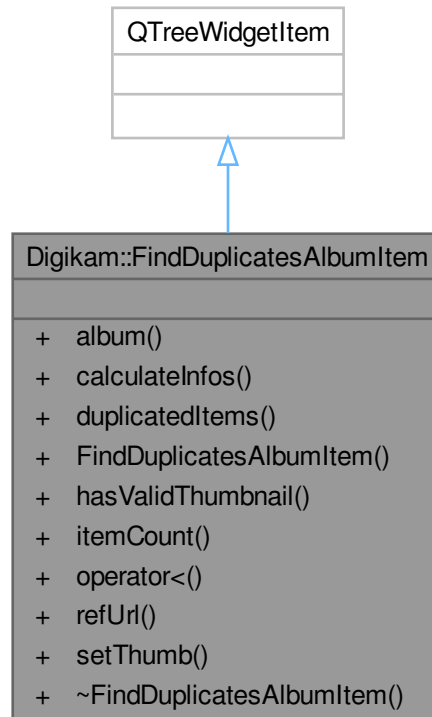 QTreeWidgetItem
Digikam::FindDuplicatesAlbumItem
+ album()
+ calculateInfos()
+ duplicatedItems()
+ FindDuplicatesAlbumItem()
+ hasValidThumbnail()
+ itemCount()
+ operator<()
+ refUrl()
+ setThumb()
+ ~FindDuplicatesAlbumItem()